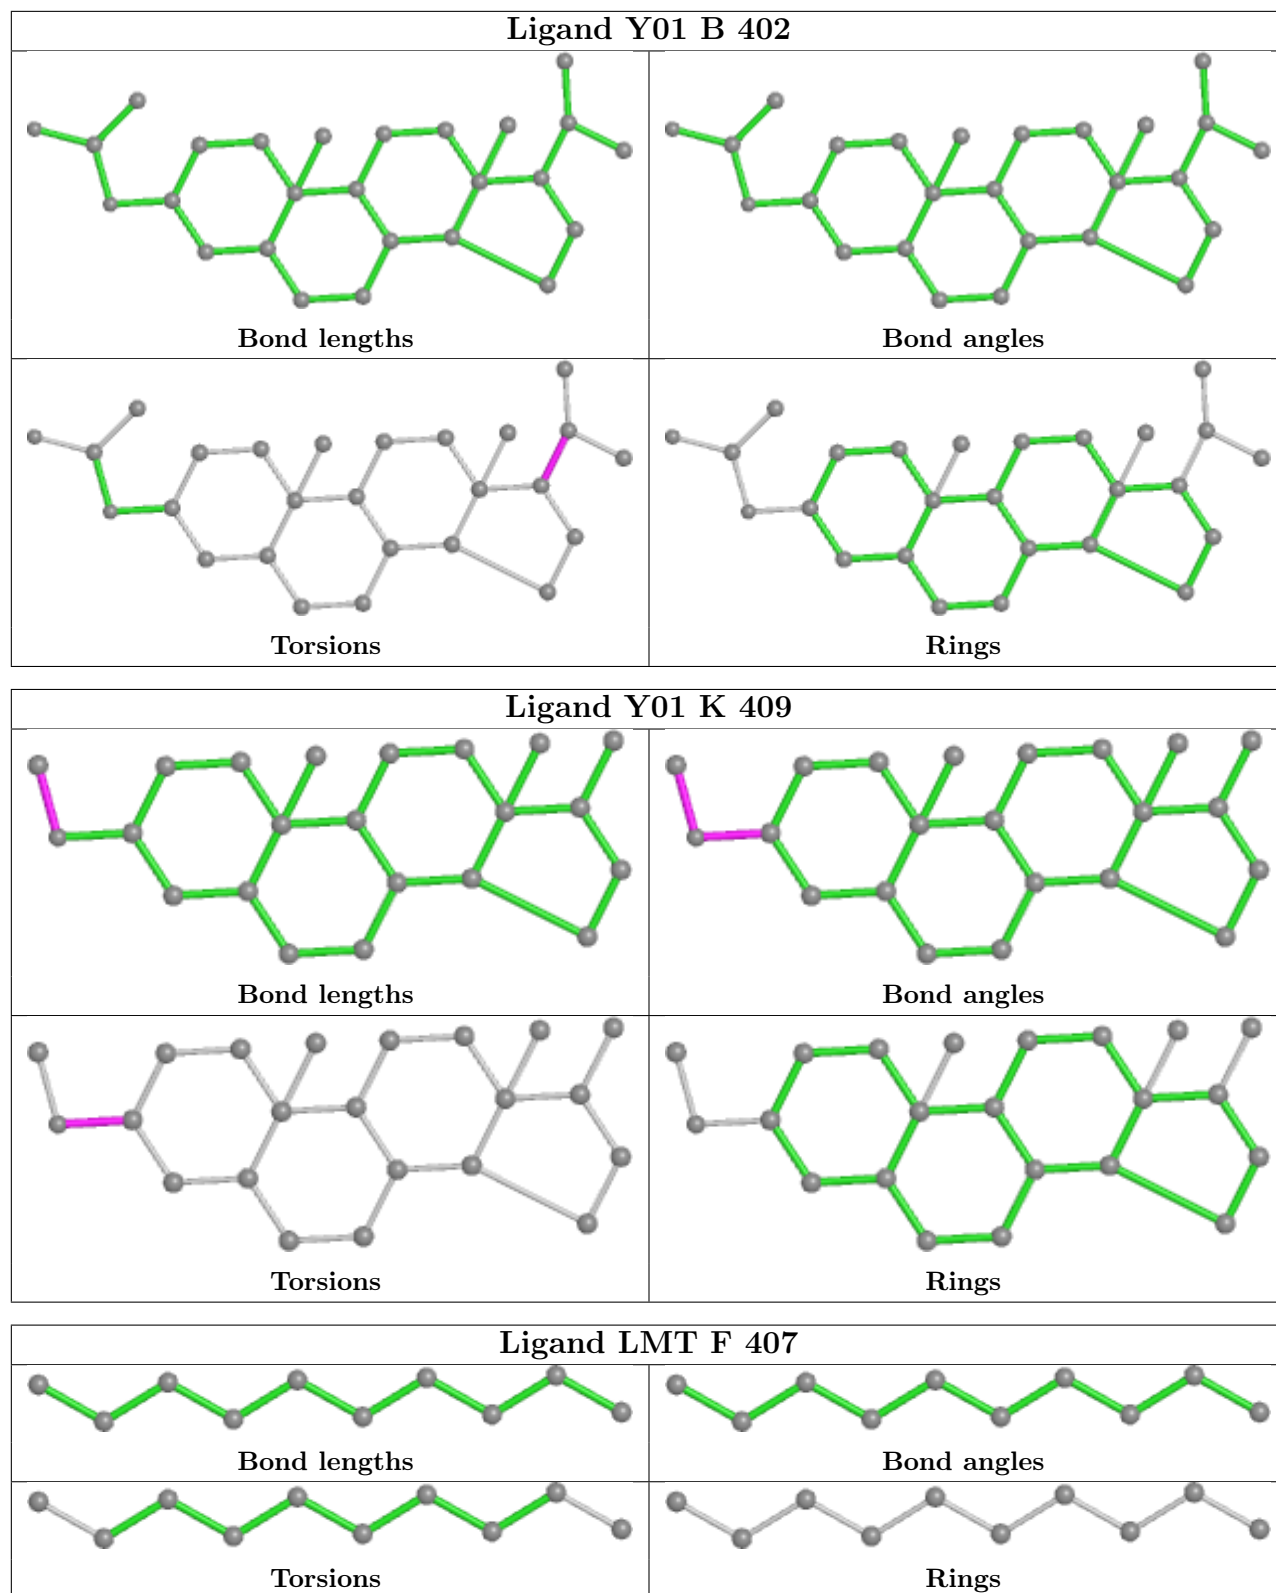 Ligand Y01 B 402
Bond lengths
Bond angles
Torsions
Rings
Ligand Y01 K 409
Bond lengths
Bond angles
Torsions
Rings
Ligand LMT F 407
Bond lengths
Bond angles
Torsions
Rings